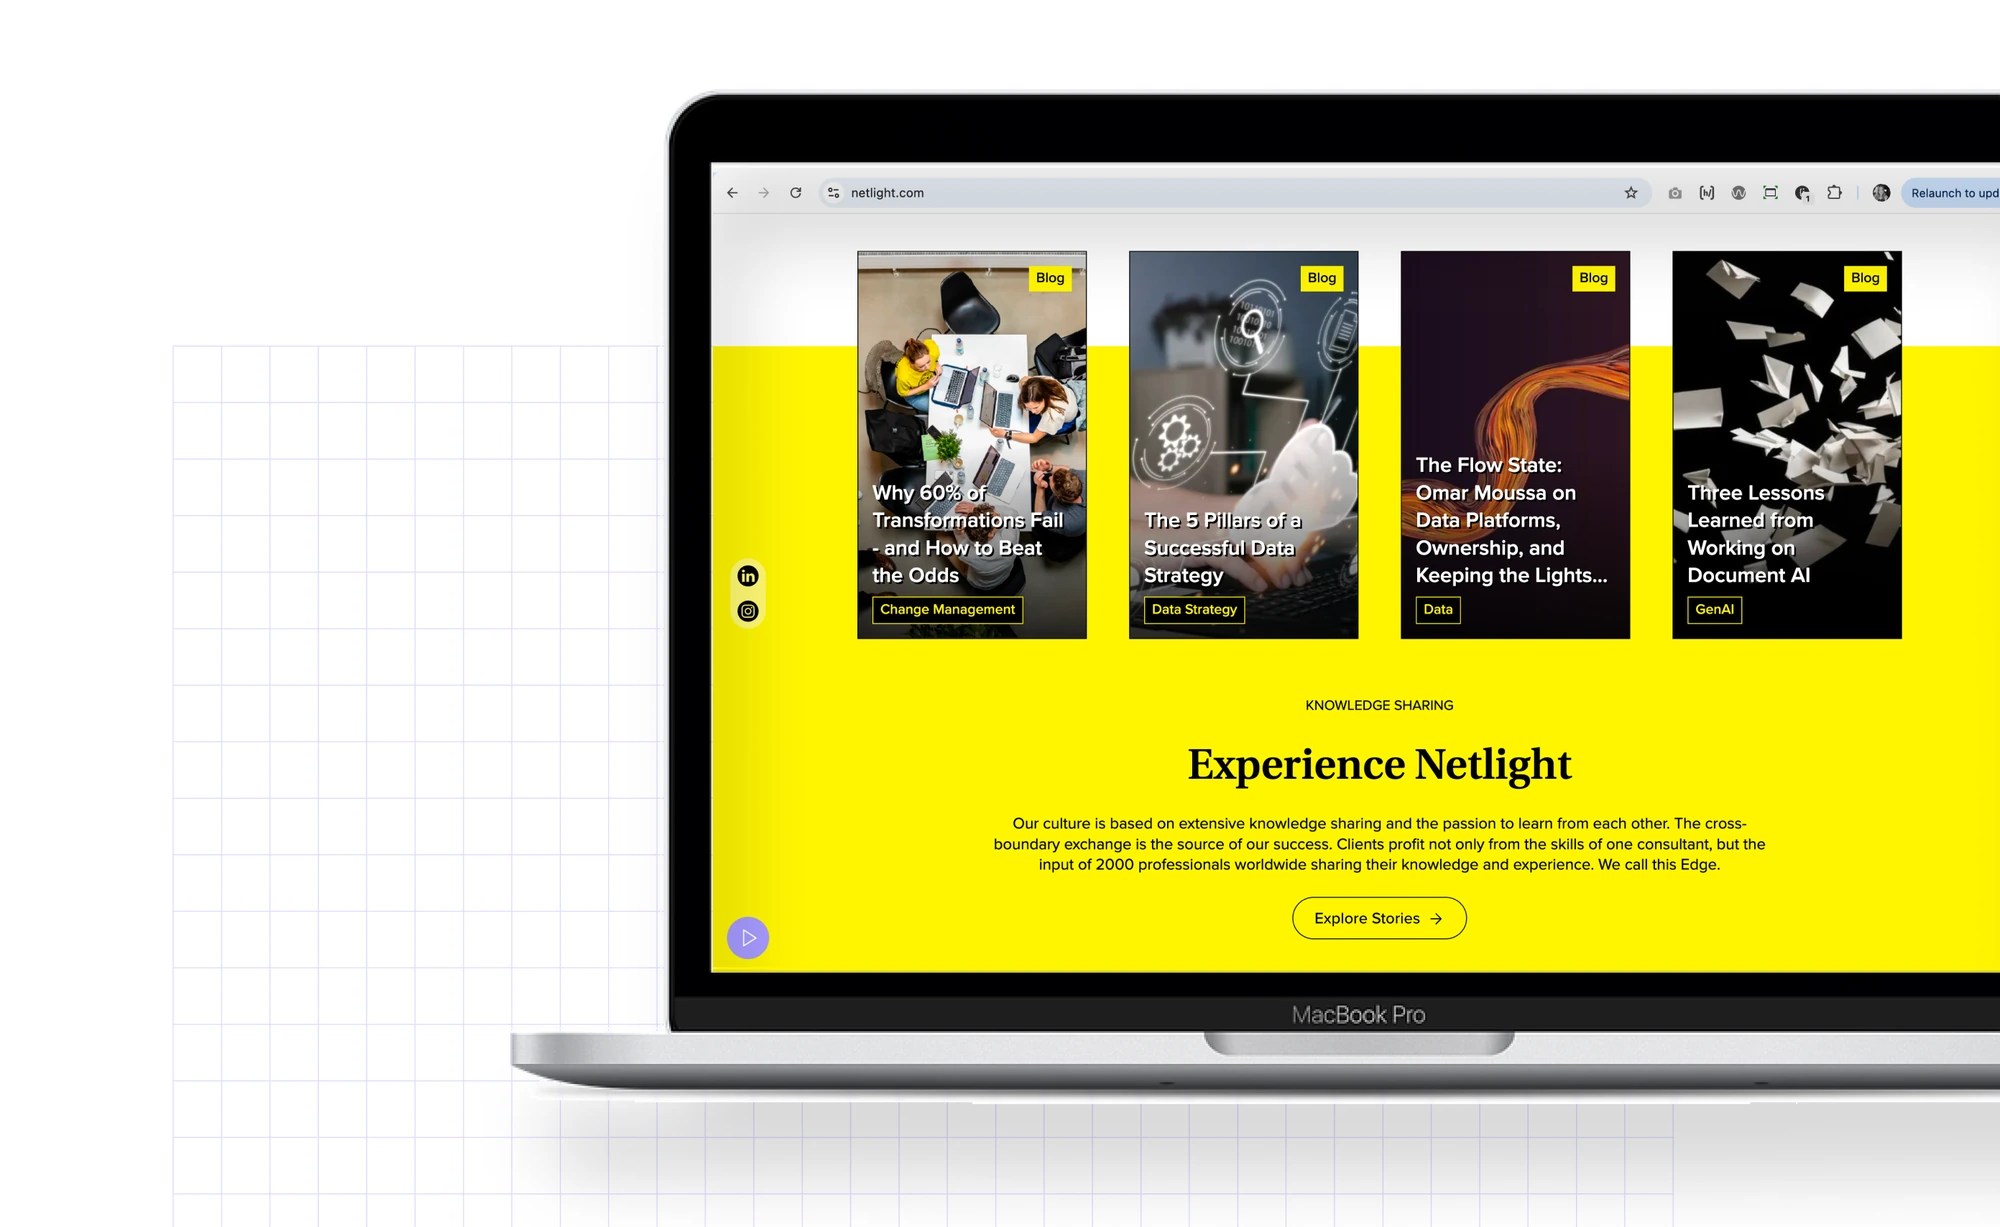 netlight.com
Relaunch to upd
Blog
Why 60% of
Transformations Fail
- and How to Beat
the Odds
Change Management
Blog
The 5 Pillars of a
Successful Data
Strategy
Data Strategy
Blog
The Flow State:
Omar Moussa on
Data Platforms,
Ownership, and
Keeping the Lights...
Data
Blog
Three Lessons
Learned from
Working on
Document AI
GenAI
in
KNOWLEDGE SHARING
Experience Netlight
Our culture is based on extensive knowledge sharing and the passion to learn from each other. The cross-
boundary exchange is the source of our success. Clients profit not only from the skills of one consultant, but the
input of 2000 professionals worldwide sharing their knowledge and experience. We call this Edge.
Explore Stories →
MacBook Pro